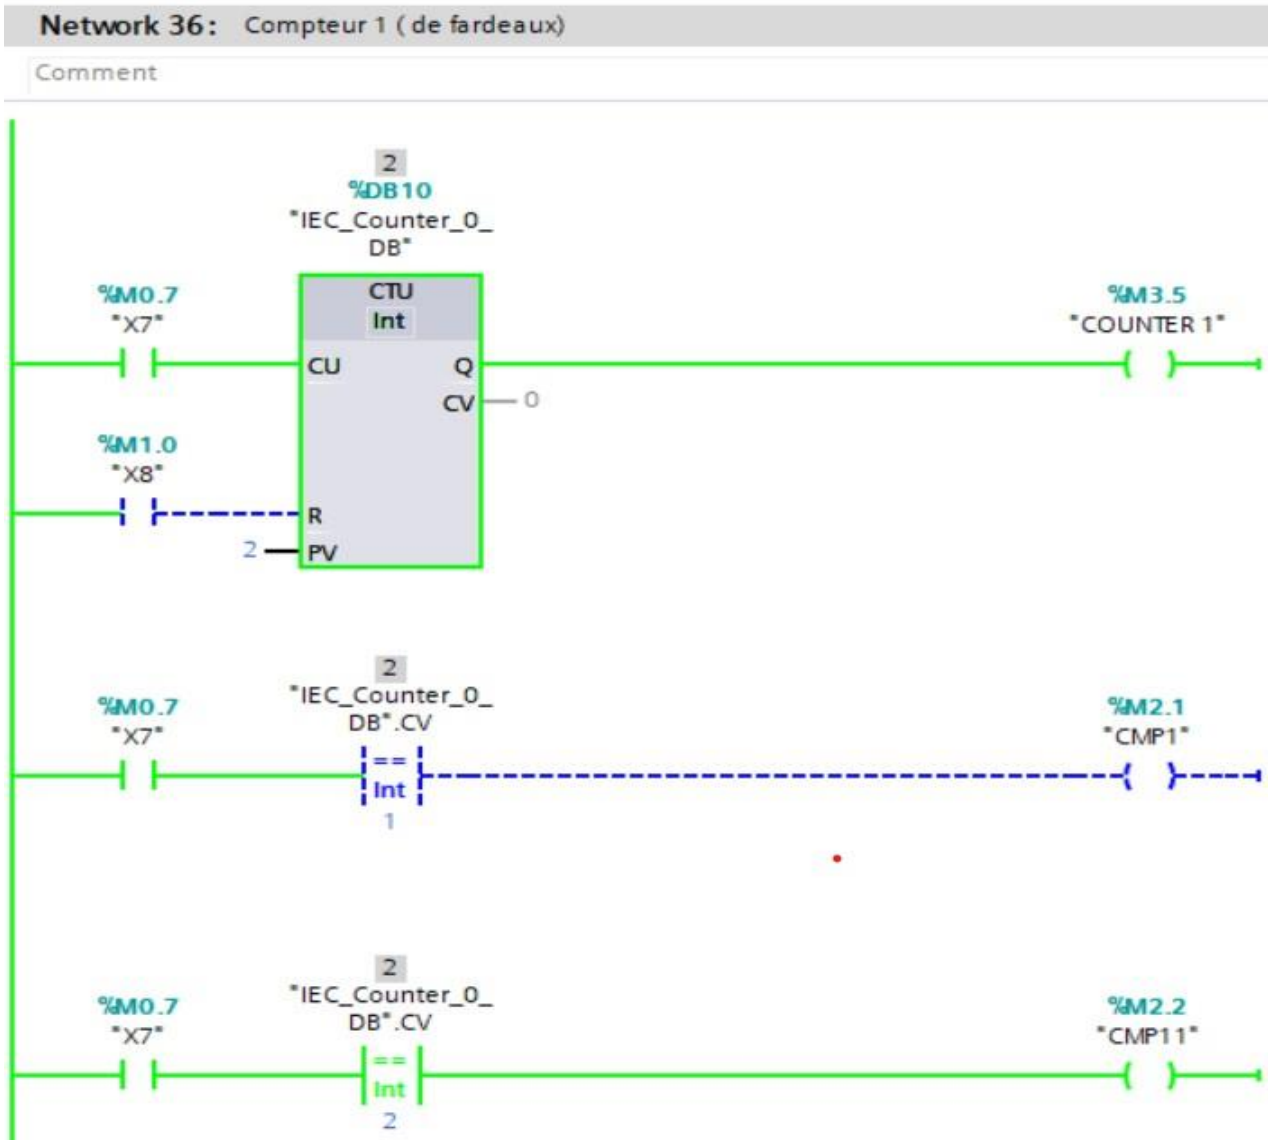 Network 36: Compteur 1 ( de fardeaux)
Comment
2
%DB10
"IEC_Counter_0_
DB"
%M0.7
"X7"
CTU
Int
%M3.5
"COUNTER 1"
CU
Q
CV
0
%M1.0
"X8"
R
2
PV
2
"IEC_Counter_0_
DB".CV
%M0.7
"X7"
==
Int
1
%M2.1
"CMP1"
2
"IEC_Counter_0_
DB".CV
%M0.7
"X7"
==
Int
2
%M2.2
"CMP11"